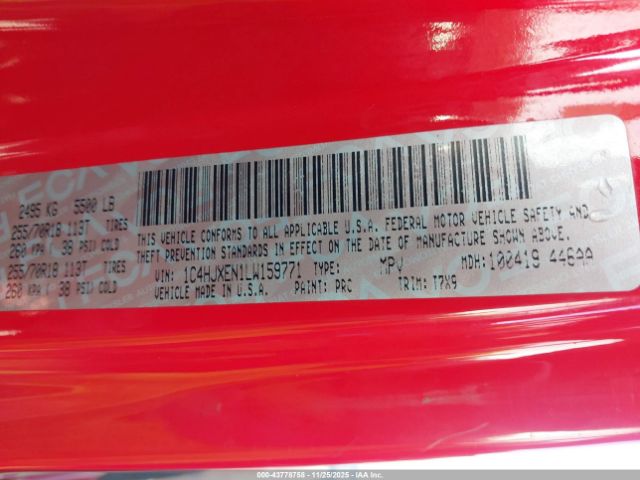 2495 KG 5500 LB
255/70R18 113T TIRES
260 KPA ( 38 PSI) COLD
255/70R18 113T TIRES
260 KPA ( 38 PSI) COLD
THIS VEHICLE CONFORMS TO ALL APPLICABLE U.S.A. FEDERAL MOTOR VEHICLE SAFETY AND
THEFT PREVENTION STANDARDS IN EFFECT ON THE DATE OF MANUFACTURE SHOWN ABOVE.
VIN: 1C4HJXEN1LW159771 TYPE: MPV MDH: 100419 446AA
VEHICLE MADE IN U.S.A. PAINT: PRC TRIM: T7X9
000-43778758 - 11/25/2025 - IAAI, Inc.